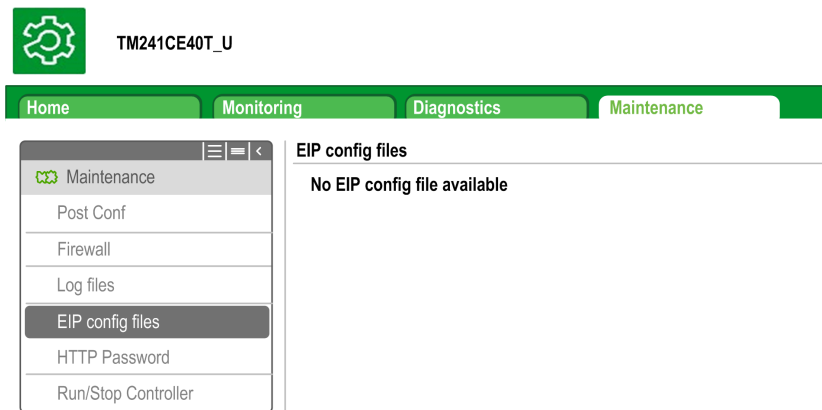 TM241CE40T_U
Home
Monitoring
Diagnostics
Maintenance
Maintenance
Post Conf
Firewall
Log files
EIP config files
HTTP Password
Run/Stop Controller
EIP config files
No EIP config file available